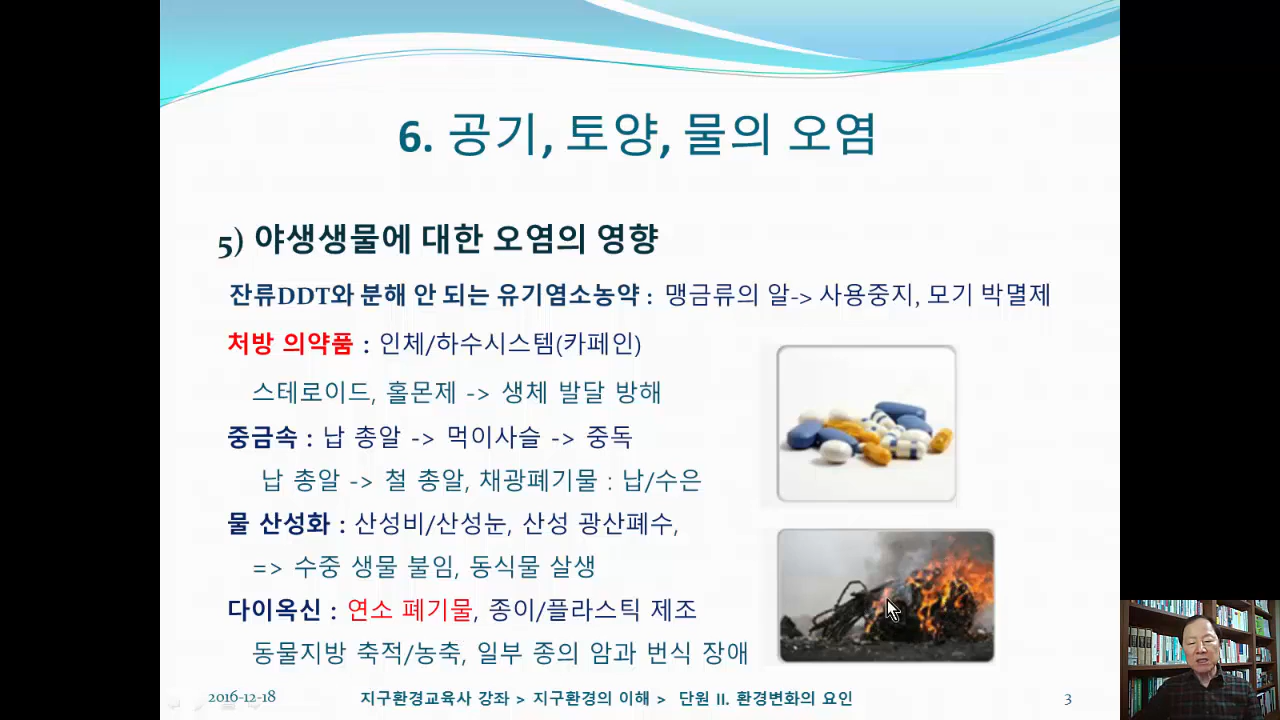 6. 공기, 토양, 물의 오염
5) 야생생물에 대한 오염의 영향
잔류DDT와 분해 안 되는 유기염소농약 : 맹금류의 알-> 사용중지, 모기 박멸제
처방 의약품 : 인체/하수시스템(카페인)
스테로이드, 홀몬제 -> 생체 발달 방해
중금속 : 납 총알 -> 먹이사슬 -> 중독
납 총알 -> 철 총알, 채광폐기물 : 납/수은
물 산성화 : 산성비/산성눈, 산성 광산폐수,
=> 수중 생물 불임, 동식물 살생
다이옥신 : 연소 폐기물, 종이/플라스틱 제조
동물지방 축적/농축, 일부 종의 암과 번식 장애
2016-12-18 지구환경교육사 강좌 > 지구환경의 이해 > 단원 II. 환경변화의 요인 3